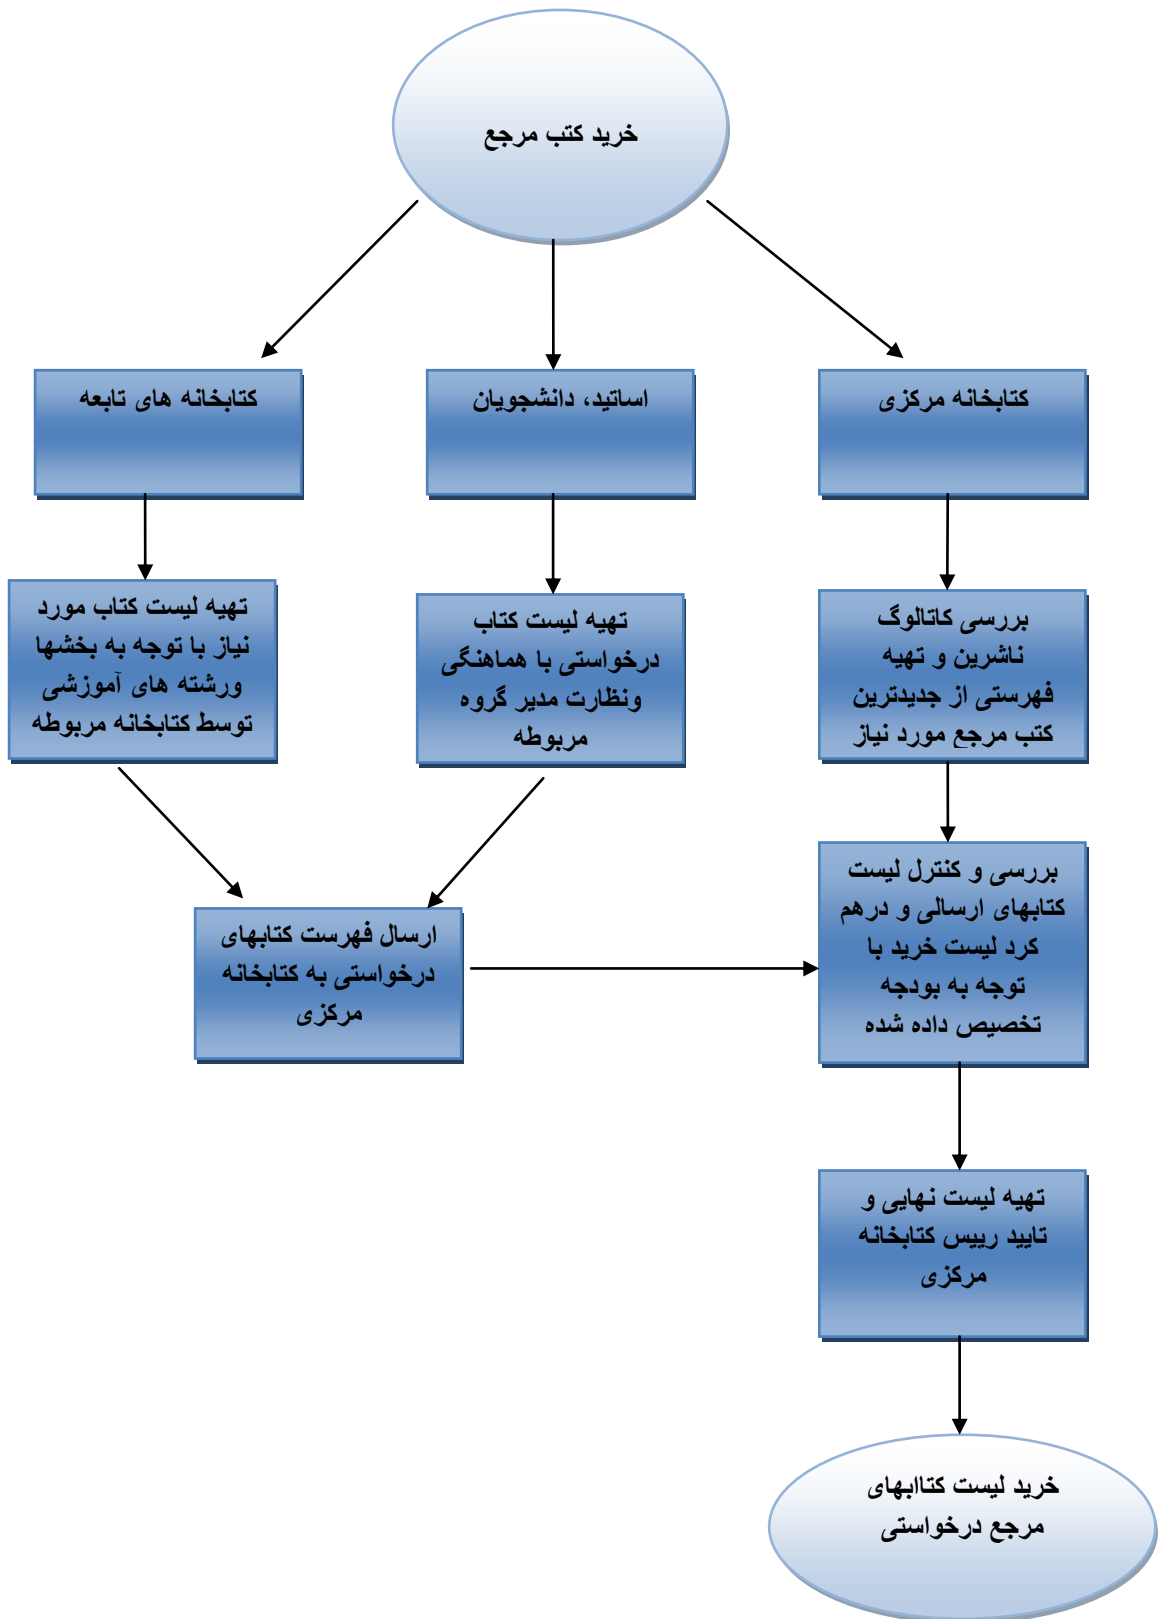 خرید کتب مرجع
کتابخانه مرکزی
اساتید، دانشجویان
کتابخانه های تابعه
بررسی کاتالوگ
ناشرین و تهیه
فهرستی از جدیدترین
کتب مرجع مورد نیاز
تهیه لیست کتاب
درخواستی با هماهنگی
ونظارت مدیر گروه
مربوطه
تهیه لیست کتاب مورد
نیاز با توجه به بخشها
ورشته های آموزشی
توسط کتابخانه مربوطه
بررسی و کنترل لیست
کتابهای ارسالی و درهم
کرد لیست خرید با
توجه به بودجه
تخصیص داده شده
ارسال فهرست کتابهای
درخواستی به کتابخانه
مرکزی
تهیه لیست نهایی و
تایید رییس کتابخانه
مرکزی
خرید لیست کتاابهای
مرجع درخواستی